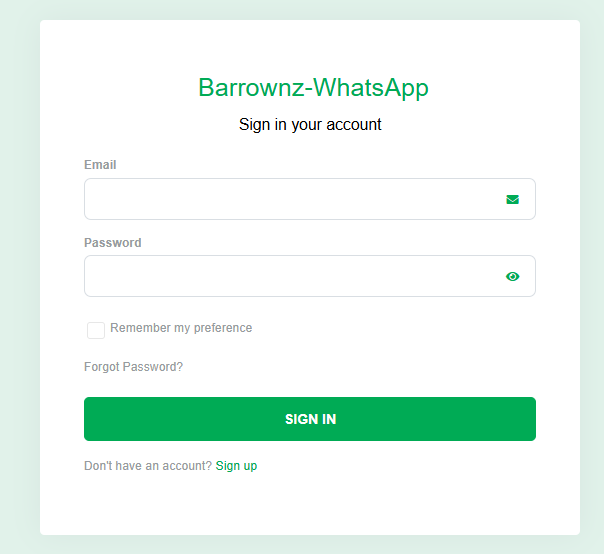 Barrownz-WhatsApp
Sign in your account
Email
Password
Remember my preference
Forgot Password?
SIGN IN
Don't have an account? Sign up